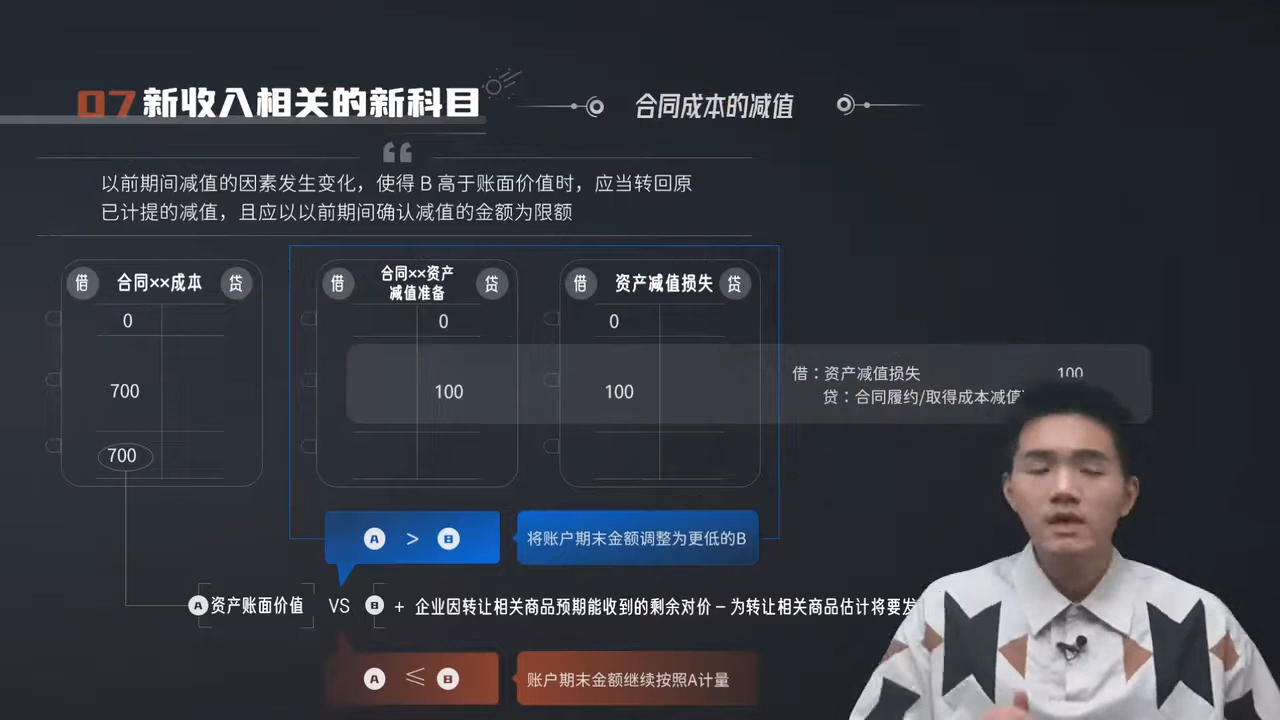 07 新收入相关的新科目
合同成本的减值
以前期间减值的因素发生变化，使得 B 高于账面价值时，应当转回原
已计提的减值，且应以以前期间确认减值的金额为限额
借 合同××成本 贷
0
700
700
借 合同××资产
减值准备 贷
0
100
借 资产减值损失 贷
0
100
借：资产减值损失 100
贷：合同履约/取得成本减值
A > B
将账户期末金额调整为更低的B
A 资产账面价值 VS B + 企业因转让相关商品预期能收到的剩余对价 – 为转让相关商品估计将要发
A ≤ B
账户期末金额继续按照A计量